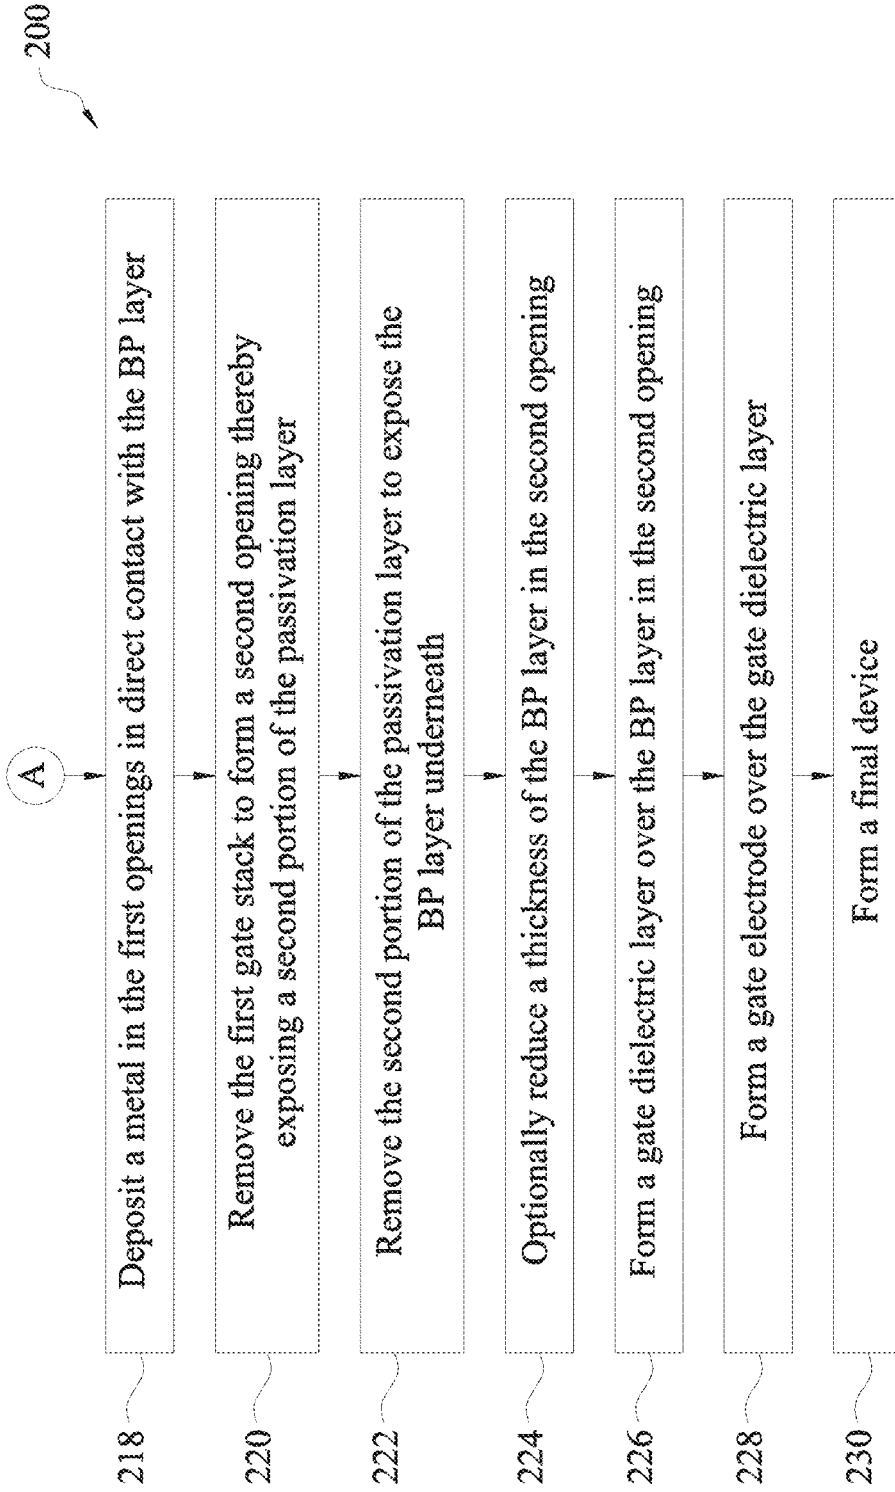 200
A
218
Deposit a metal in the first openings in direct contact with the BP layer
220
Remove the first gate stack to form a second opening thereby
exposing a second portion of the passivation layer
222
Remove the second portion of the passivation layer to expose the
BP layer underneath
224
Optionally reduce a thickness of the BP layer in the second opening
226
Form a gate dielectric layer over the BP layer in the second opening
228
Form a gate electrode over the gate dielectric layer
230
Form a final device